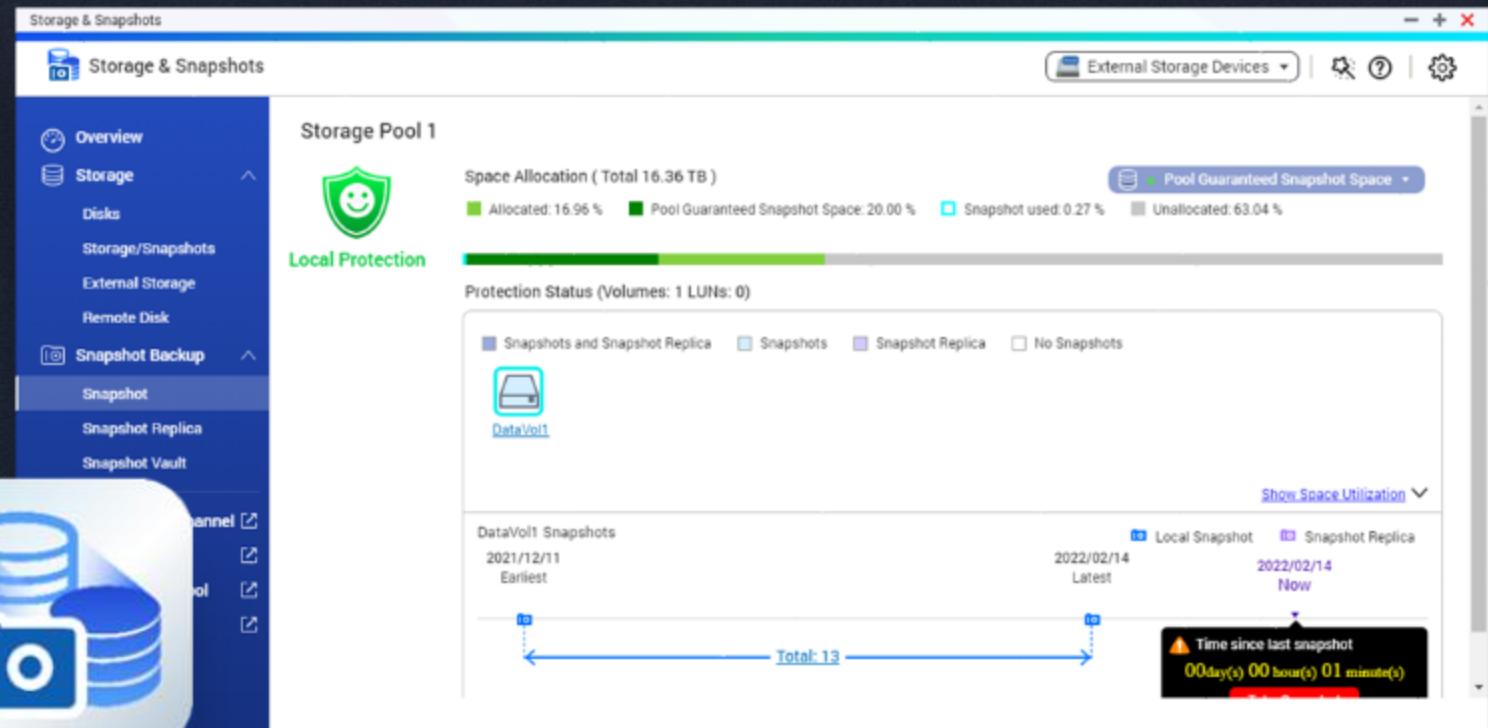 Storage & Snapshots
Storage & Snapshots
External Storage Devices
Overview
Storage
Disks
Storage/Snapshots
External Storage
Remote Disk
Snapshot Backup
Snapshot
Snapshot Replica
Snapshot Vault
annel
ol
Storage Pool 1
Local Protection
Space Allocation ( Total 16.36 TB )
Pool Guaranteed Snapshot Space
Allocated: 16.96 % Pool Guaranteed Snapshot Space: 20.00 % Snapshot used: 0.27 % Unallocated: 63.04 %
Protection Status (Volumes: 1 LUNs: 0)
Snapshots and Snapshot Replica Snapshots Snapshot Replica No Snapshots
DataVol1
Show Space Utilization
DataVol1 Snapshots
Local Snapshot Snapshot Replica
2021/12/11
Earliest
2022/02/14
Latest
2022/02/14
Now
Total: 13
Time since last snapshot
00day(s) 00 hour(s) 01 minute(s)